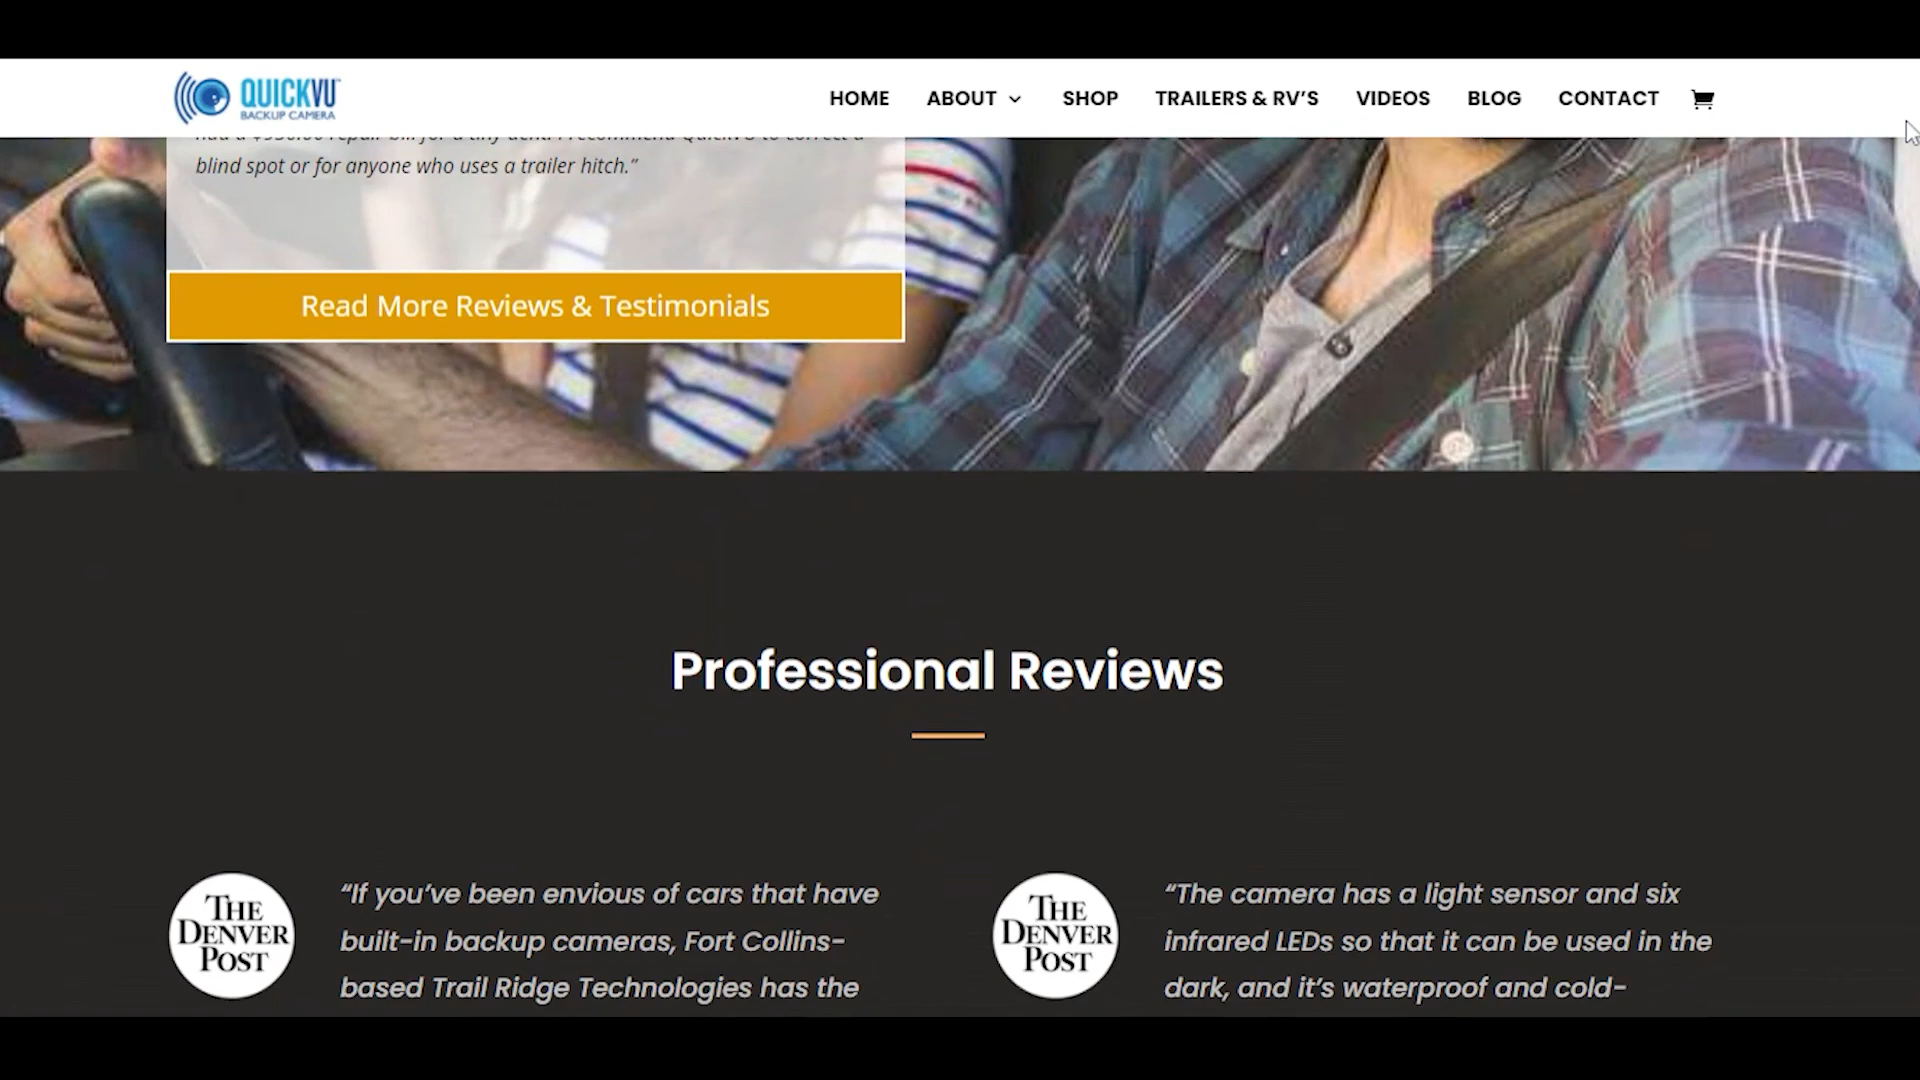 QUICKVU
BACKUP CAMERA
HOME ABOUT SHOP TRAILERS & RV'S VIDEOS BLOG CONTACT
blind spot or for anyone who uses a trailer hitch.”
Read More Reviews & Testimonials
Professional Reviews
THE
DENVER
POST
“If you’ve been envious of cars that have
built-in backup cameras, Fort Collins-
based Trail Ridge Technologies has the
THE
DENVER
POST
“The camera has a light sensor and six
infrared LEDs so that it can be used in the
dark, and it’s waterproof and cold-